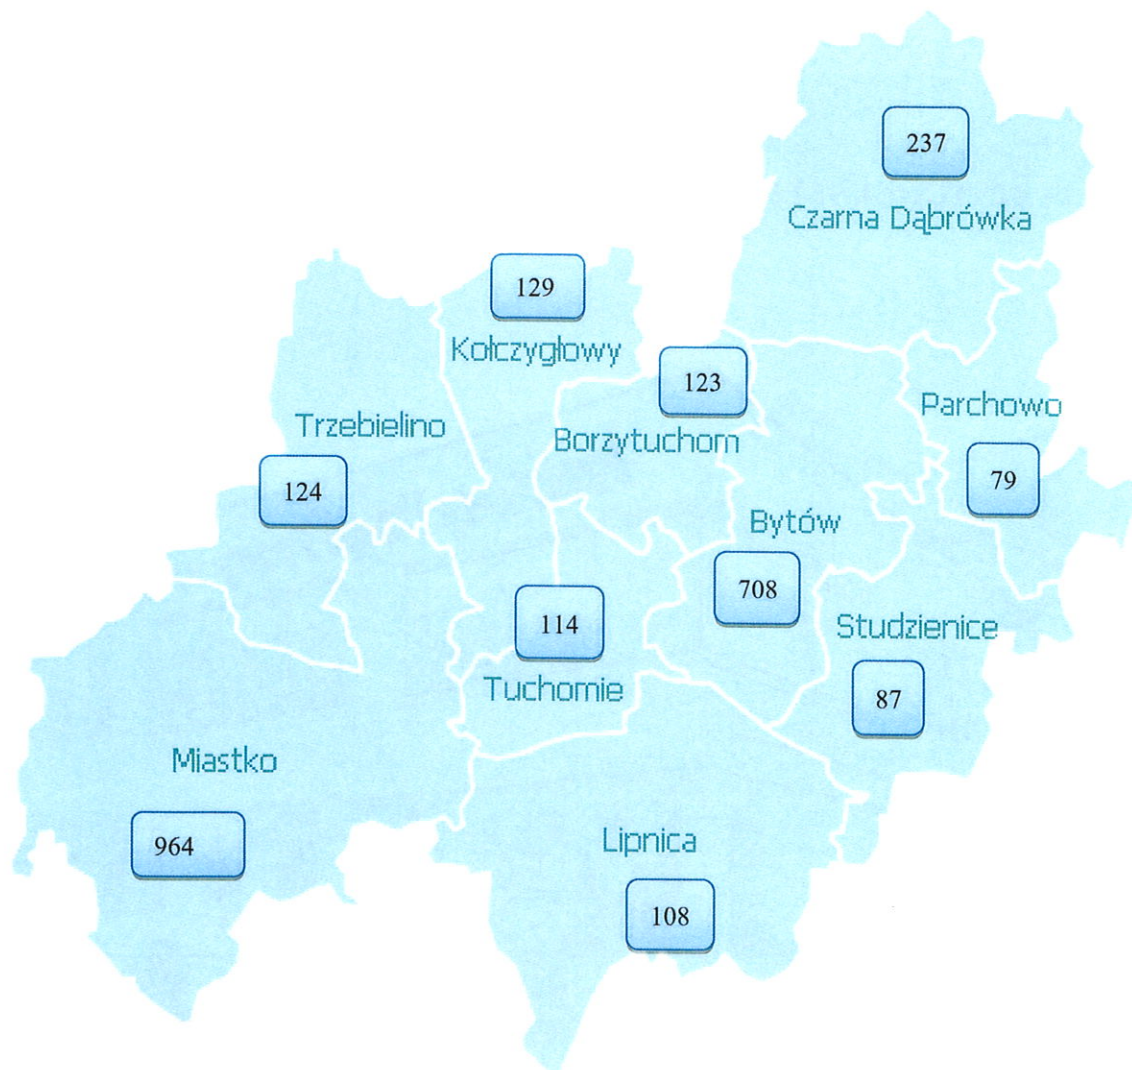 237
Czarna Dąbrówka
129
Kołczygłowy
123
Borzytuchom
Parchowo
79
Trzebielino
124
Bytów
708
114
Tuchomie
Studzienice
87
Miastko
964
Lipnica
108